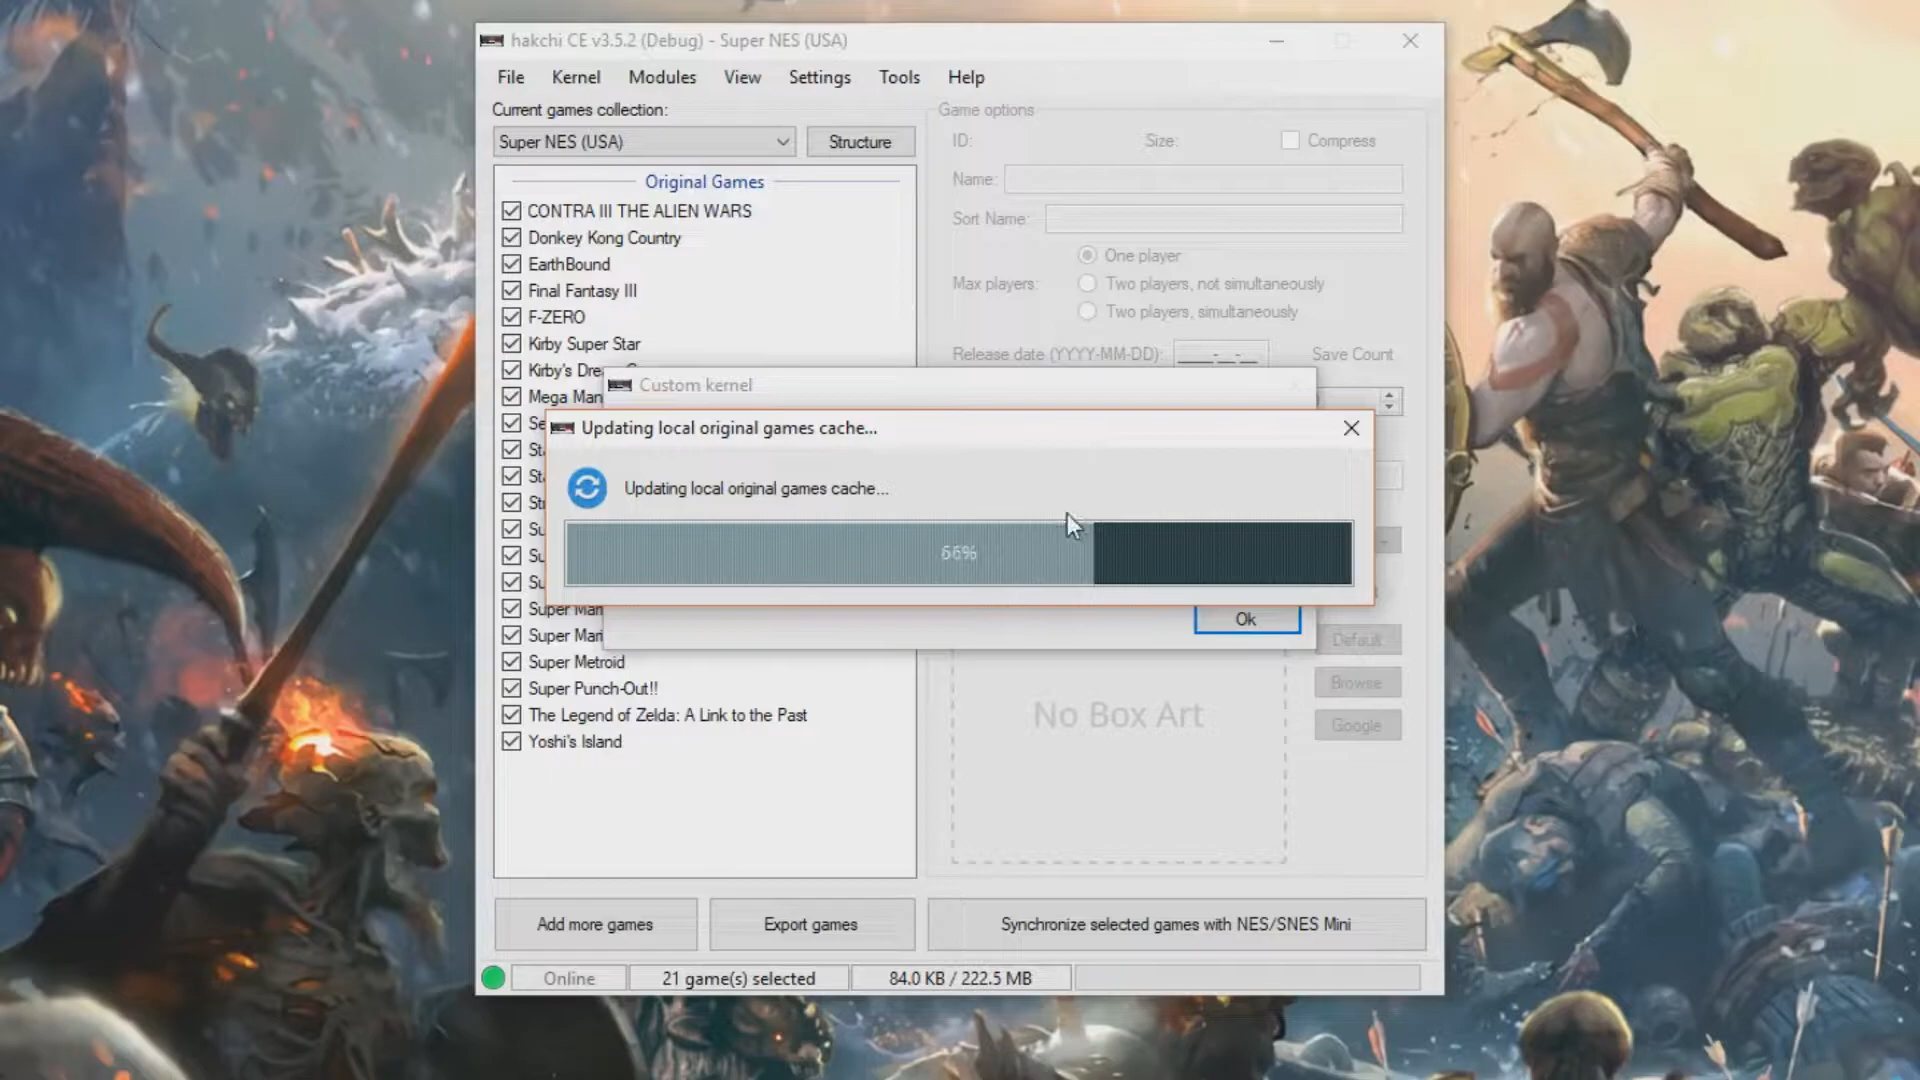 hakchi CE v3.5.2 (Debug) - Super NES (USA)
File Kernel Modules View Settings Tools Help
Current games collection:
Super NES (USA)
Structure
Original Games
CONTRA III THE ALIEN WARS
Donkey Kong Country
EarthBound
Final Fantasy III
F-ZERO
Kirby Super Star
Kirby's
Mega Man
Super
Super Mari
Super Metroid
Super Punch-Out!!
The Legend of Zelda: A Link to the Past
Yoshi's Island
Game options
ID:
Size:
Compress
Name:
Sort Name:
Max players:
One player
Two players, not simultaneously
Two players, simultaneously
Release date (YYYY-MM-DD):
Save Count
Custom kernel
Updating local original games cache...
Updating local original games cache...
66%
Ok
Default
Browse
Google
No Box Art
Add more games
Export games
Synchronize selected games with NES/SNES Mini
Online
21 game(s) selected
84.0 KB / 222.5 MB